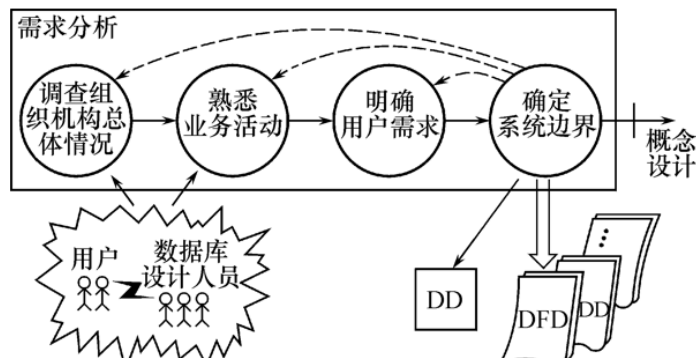 需求分析
调查组
织机构总
体情况
熟悉
业务活动
明确
用户需求
确定
系统边界
概念
设计
用户
数据库
设计人员
DD
DFD
DD
⋮